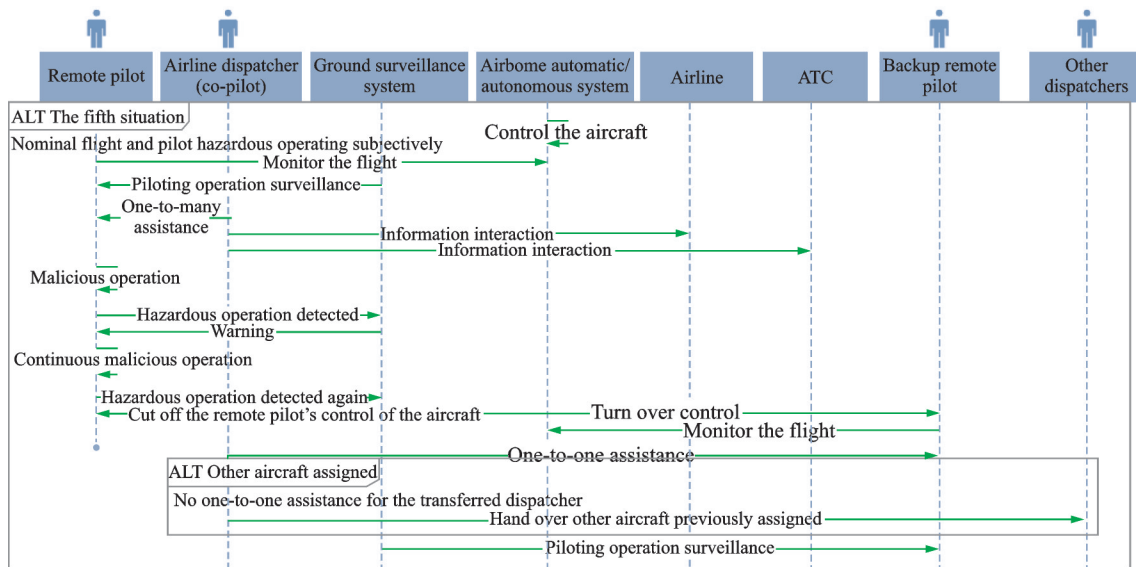 Remote pilot
Airline dispatcher
(co-pilot)
Ground surveillance
system
Airbome automatic/
autonomous system
Airline
ATC
Backup remote
pilot
Other
dispatchers
ALT The fifth situation
Control the aircraft
Nominal flight and pilot hazardous operating subjectively
Monitor the flight
Piloting operation surveillance
One-to-many
assistance
Information interaction
Information interaction
Malicious operation
Hazardous operation detected
Warning
Continuous malicious operation
Hazardous operation detected again
Cut off the remote pilot's control of the aircraft
Turn over control
Monitor the flight
One-to-one assistance
ALT Other aircraft assigned
No one-to-one assistance for the transferred dispatcher
Hand over other aircraft previously assigned
Piloting operation surveillance